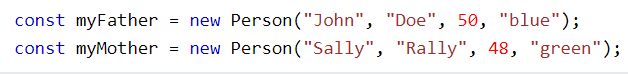 const myFather = new Person("John", "Doe", 50, "blue");
const myMother = new Person("Sally", "Rally", 48, "green");